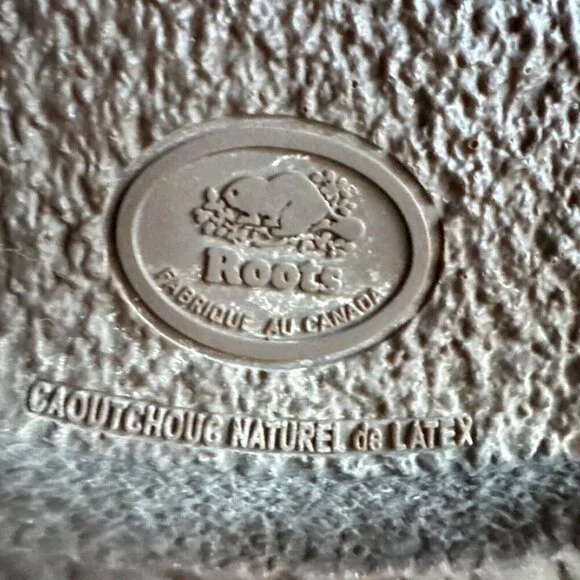 Roots
FABRIQUE AU CANADA
CAOUTCHOUC NATUREL de LATEX